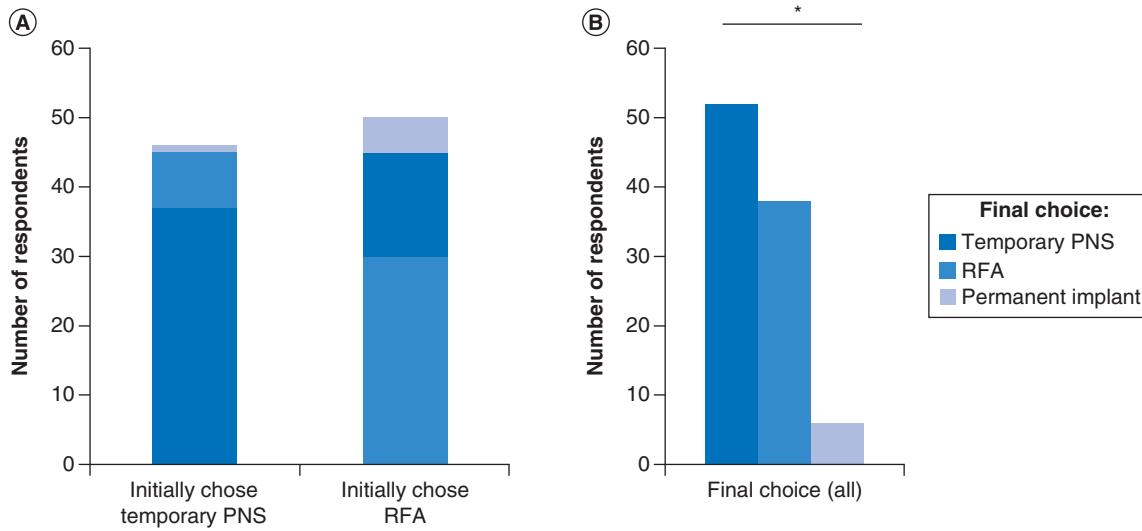 A
Number of respondents
60
50
40
30
20
10
0
Initially chose
temporary PNS
Initially chose
RFA
B
*
Number of respondents
60
50
40
30
20
10
0
Final choice (all)
Final choice:
Temporary PNS
RFA
Permanent implant